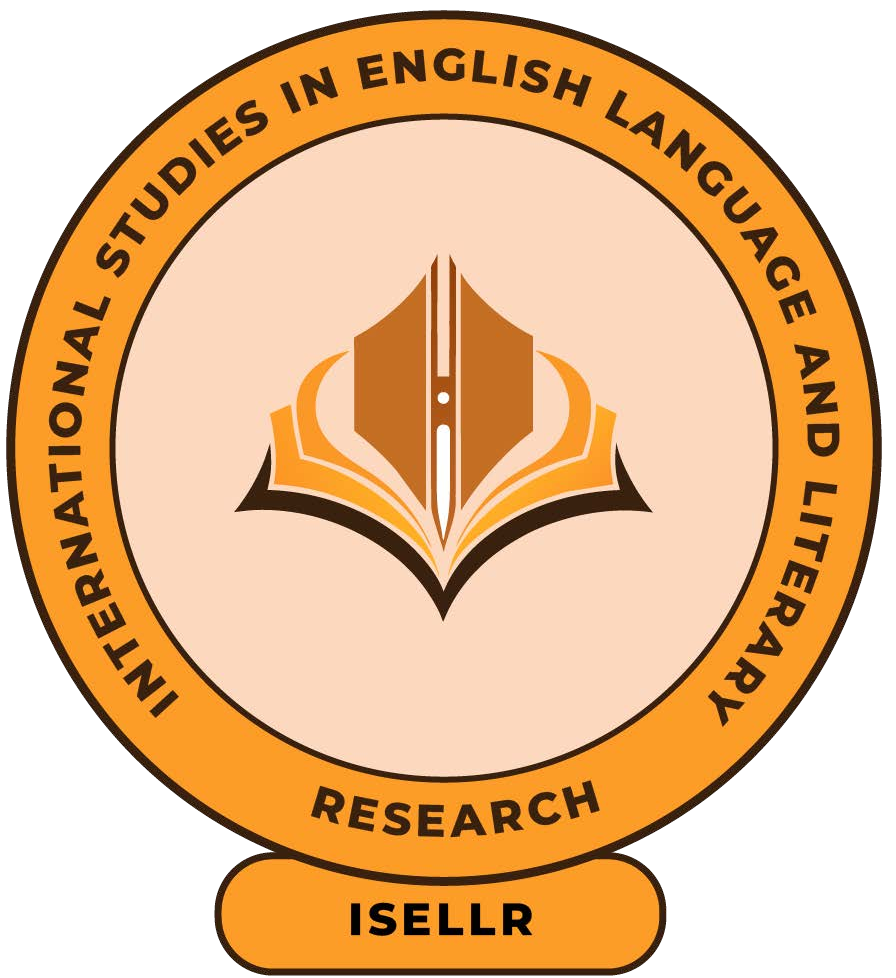 INTERNATIONAL STUDIES IN ENGLISH LANGUAGE AND LITERARY
RESEARCH
ISELLR